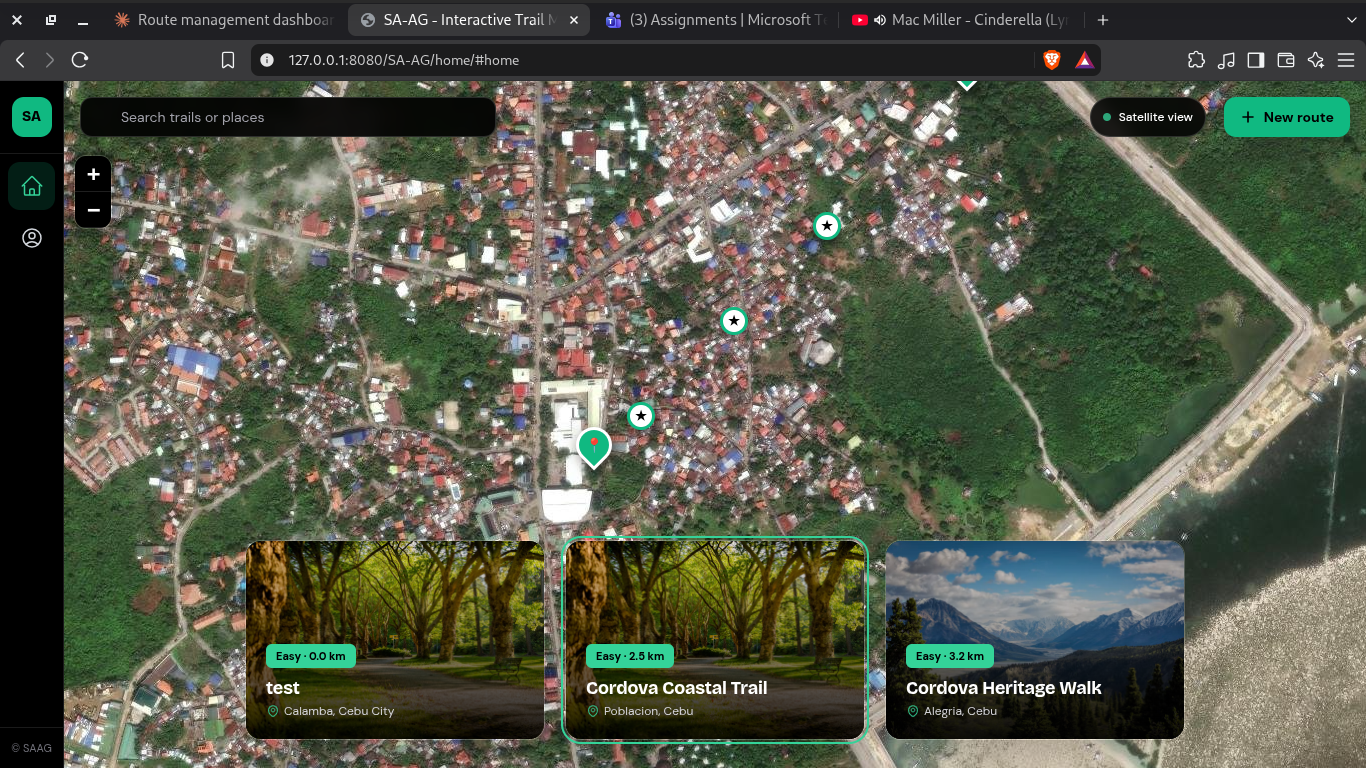 Route management dashboar
SA-AG - Interactive Trail M
(3) Assignments | Microsoft Te
Mac Miller - Cinderella (Lyr
127.0.0.1:8080/SA-AG/home/#home
SA
Search trails or places
Satellite view
+ New route
+
−
Easy · 0.0 km
test
Calamba, Cebu City
Easy · 2.5 km
Cordova Coastal Trail
Poblacion, Cebu
Easy · 3.2 km
Cordova Heritage Walk
Alegria, Cebu
© SAAG